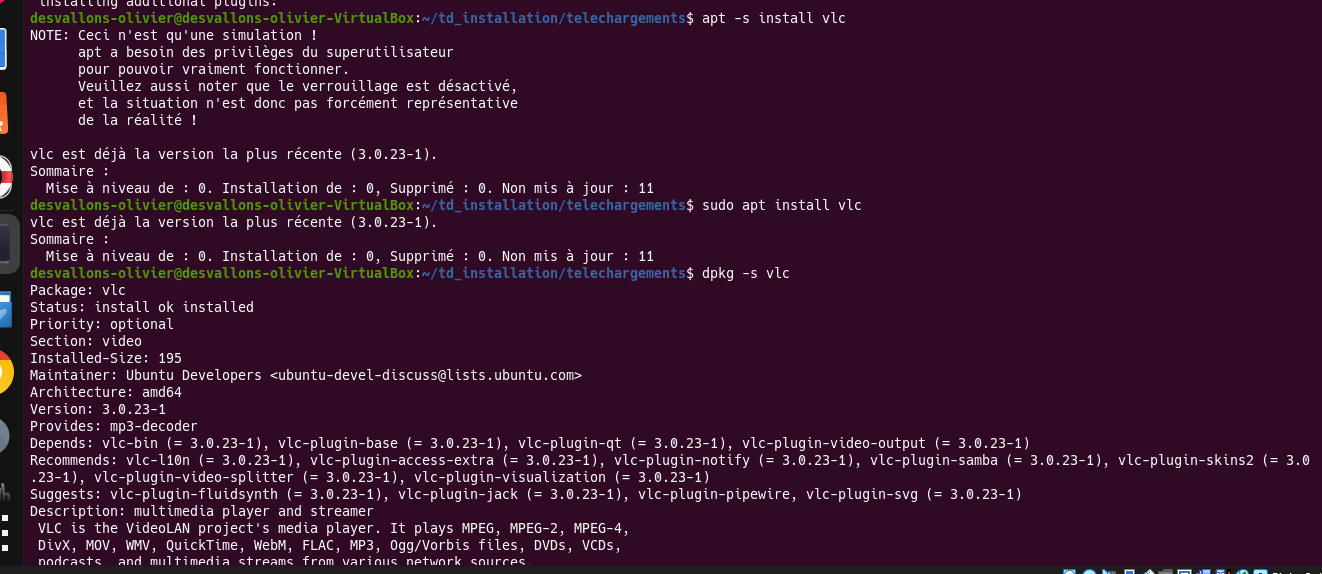 installing additional plugins.
desvallons-olivier@desvallons-olivier-VirtualBox:~/td_installation/telechargements$ apt -s install vlc
NOTE: Ceci n'est qu'une simulation !
      apt a besoin des privilèges du superutilisateur
      pour pouvoir vraiment fonctionner.
      Veuillez aussi noter que le verrouillage est désactivé,
      et la situation n'est donc pas forcément représentative
      de la réalité !

vlc est déjà la version la plus récente (3.0.23-1).
Sommaire :
  Mise à niveau de : 0. Installation de : 0, Supprimé : 0. Non mis à jour : 11
desvallons-olivier@desvallons-olivier-VirtualBox:~/td_installation/telechargements$ sudo apt install vlc
vlc est déjà la version la plus récente (3.0.23-1).
Sommaire :
  Mise à niveau de : 0. Installation de : 0, Supprimé : 0. Non mis à jour : 11
desvallons-olivier@desvallons-olivier-VirtualBox:~/td_installation/telechargements$ dpkg -s vlc
Package: vlc
Status: install ok installed
Priority: optional
Section: video
Installed-Size: 195
Maintainer: Ubuntu Developers <ubuntu-devel-discuss@lists.ubuntu.com>
Architecture: amd64
Version: 3.0.23-1
Provides: mp3-decoder
Depends: vlc-bin (= 3.0.23-1), vlc-plugin-base (= 3.0.23-1), vlc-plugin-qt (= 3.0.23-1), vlc-plugin-video-output (= 3.0.23-1)
Recommends: vlc-l10n (= 3.0.23-1), vlc-plugin-access-extra (= 3.0.23-1), vlc-plugin-notify (= 3.0.23-1), vlc-plugin-samba (= 3.0.23-1), vlc-plugin-skins2 (= 3.0
.23-1), vlc-plugin-video-splitter (= 3.0.23-1), vlc-plugin-visualization (= 3.0.23-1)
Suggests: vlc-plugin-fluidsynth (= 3.0.23-1), vlc-plugin-jack (= 3.0.23-1), vlc-plugin-pipewire, vlc-plugin-svg (= 3.0.23-1)
Description: multimedia player and streamer
 VLC is the VideoLAN project's media player. It plays MPEG, MPEG-2, MPEG-4,
 DivX, MOV, WMV, QuickTime, WebM, FLAC, MP3, Ogg/Vorbis files, DVDs, VCDs,
 podcasts, and multimedia streams from various network sources.